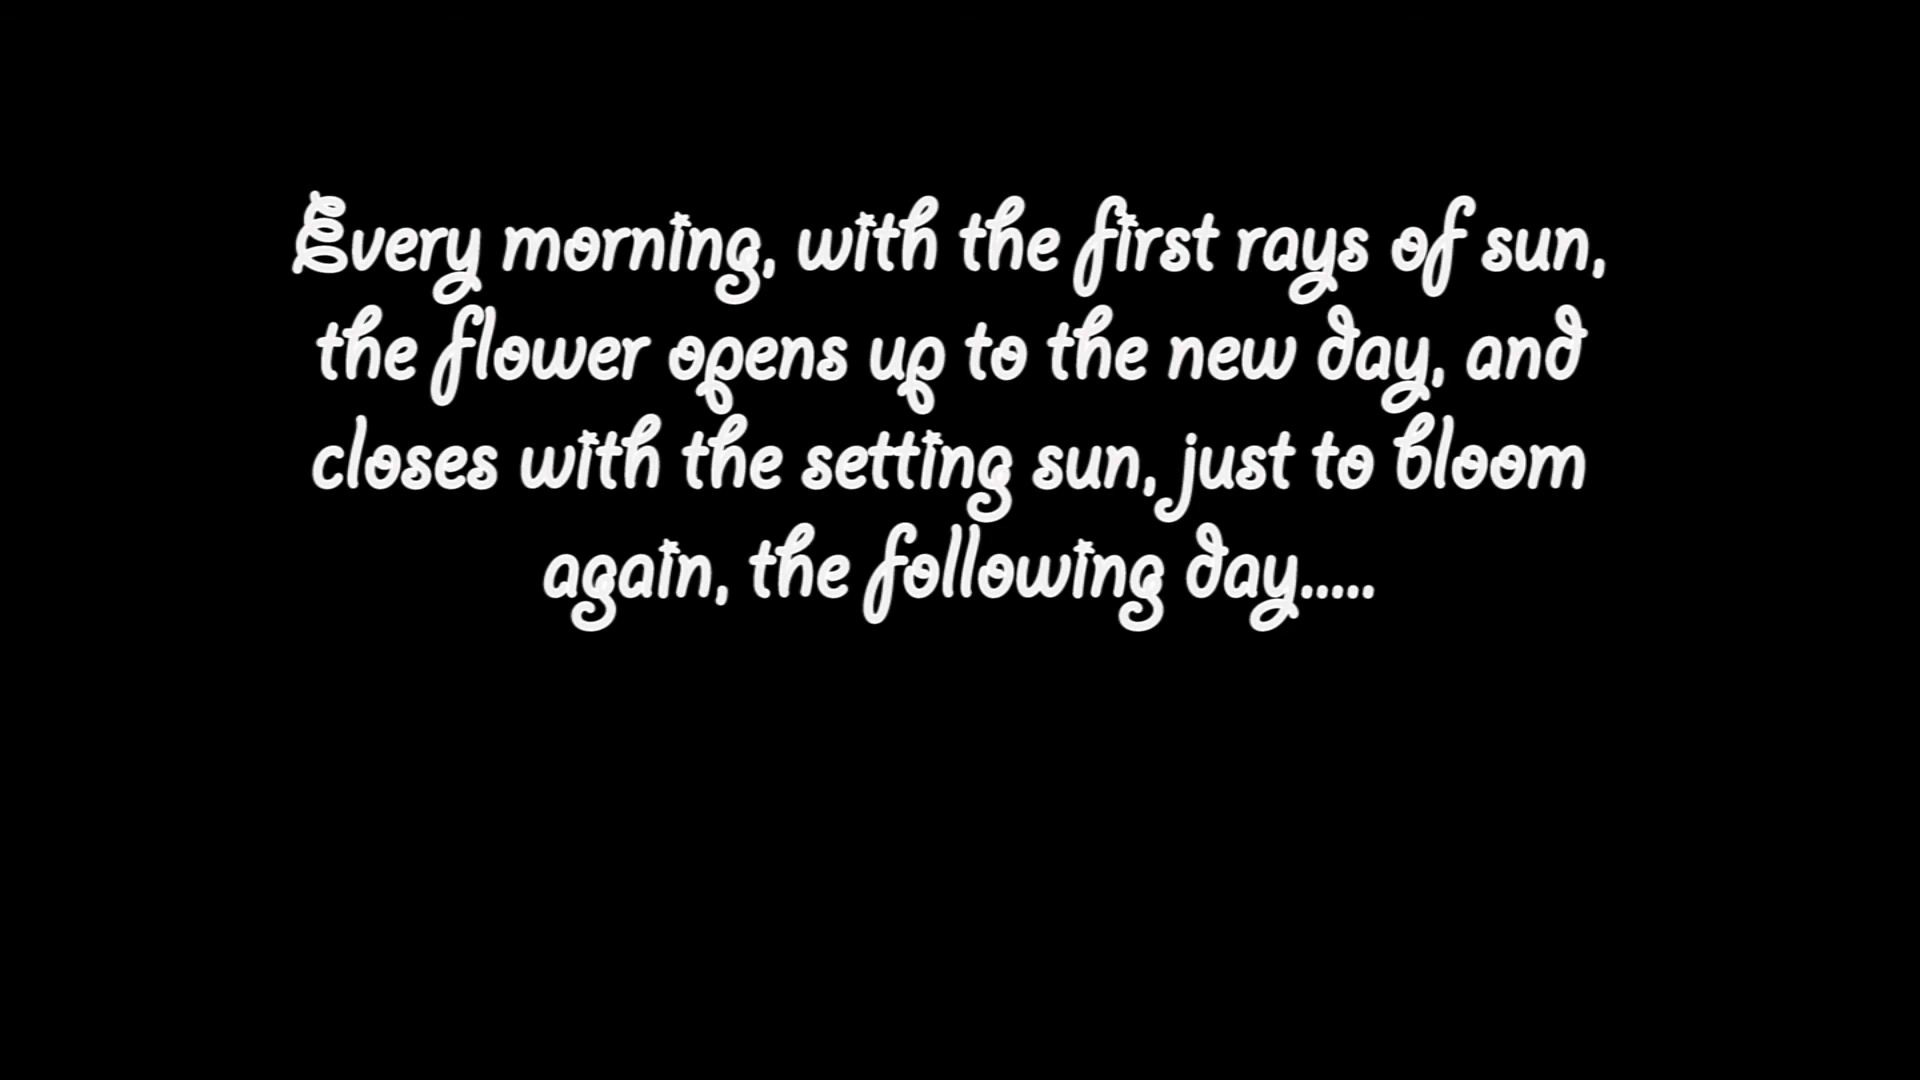 Every morning, with the first rays of sun,
the flower opens up to the new day, and
closes with the setting sun, just to bloom
again, the following day.....